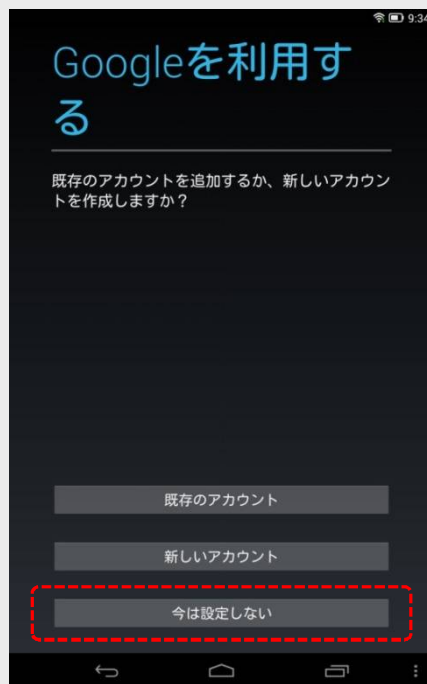 9:34
Googleを利用す
る
既存のアカウントを追加するか、新しいアカウン
トを作成しますか？
既存のアカウント
新しいアカウント
今は設定しない